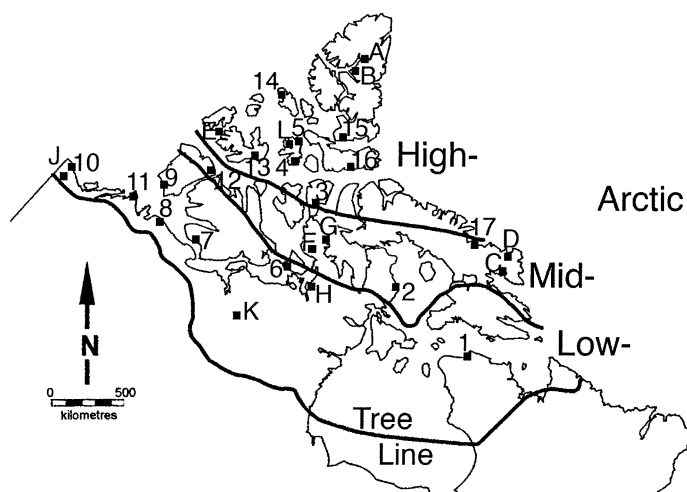 A
B
14
E
L
5
15
4
13
16
High-
J
10
11
9
12
3
Arctic
8
7
G
F
17
D
C
Mid-
6
H
2
K
N
1
Low-
0 500
kilometres
Tree
Line